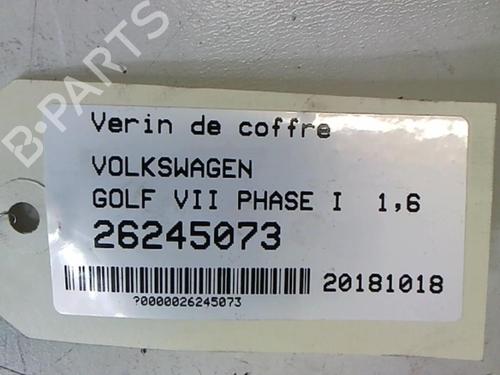 B-PARTS
Verin de coffre
VOLKSWAGEN
GOLF VII PHASE I 1,6
26245073
20181018
?0000026245073